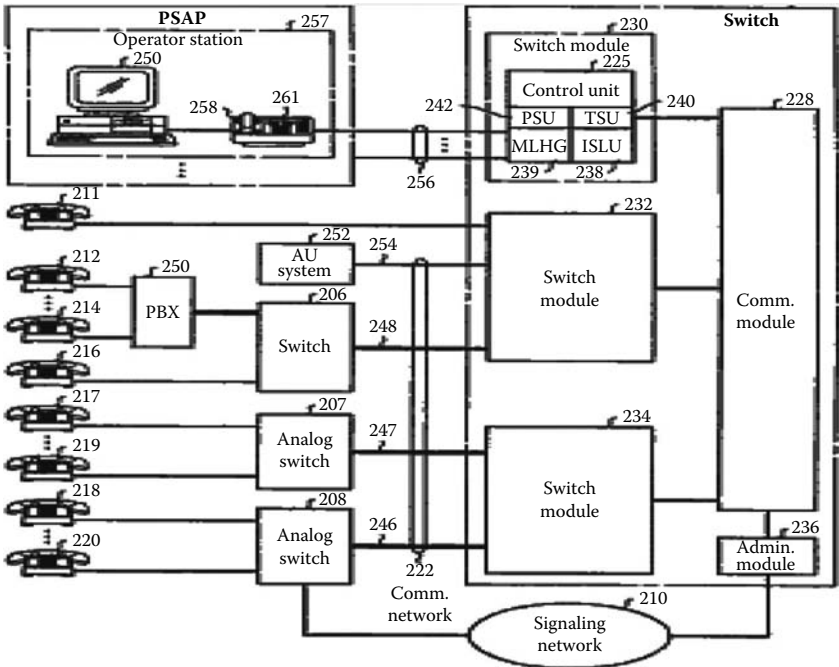 PSAP
Switch
257
230
Operator station
Switch module
250
225
228
258
261
Control unit
242
240
PSU
TSU
MLHG
ISLU
256
239
238
211
232
252
254
212
250
AU
system
214
206
PBX
248
Switch
module
Comm.
module
216
Switch
217
207
234
219
Analog
switch
247
218
208
Switch
module
220
Analog
switch
246
236
Admin.
module
222
Comm.
network
210
Signaling
network